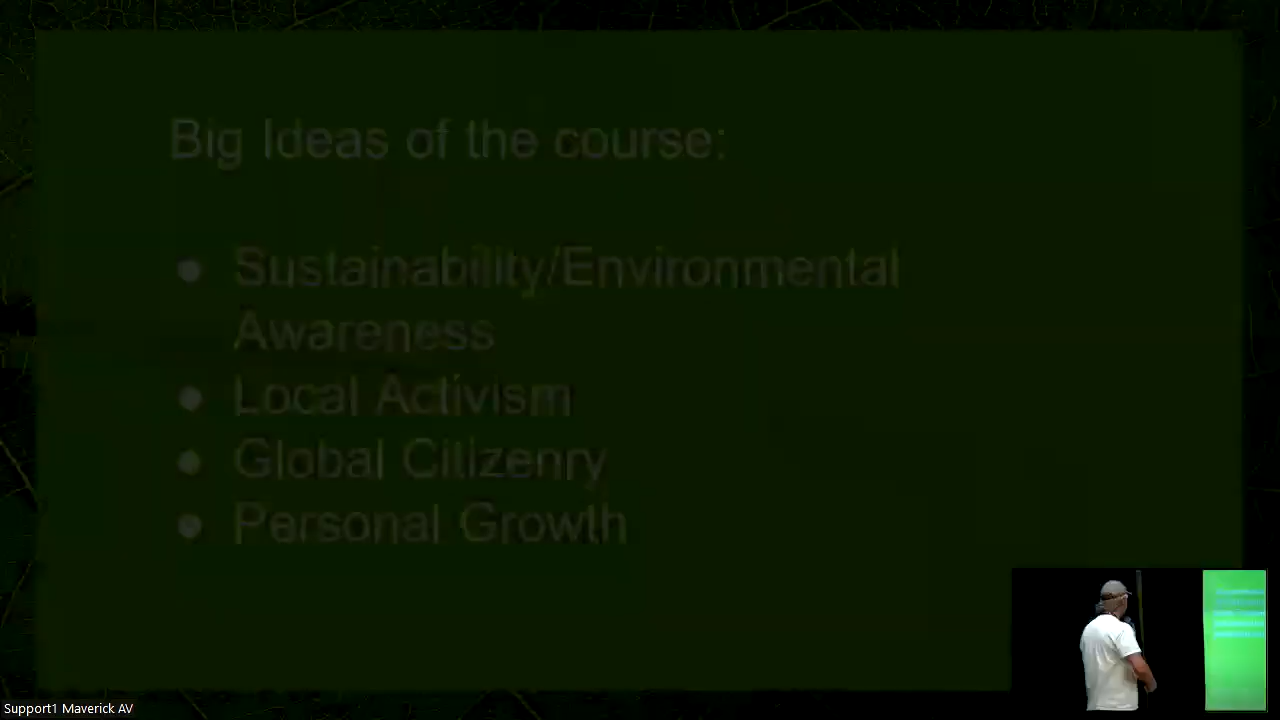 Big Ideas of the course:
● Sustainability/Environmental
Awareness
● Local Activism
● Global Citizenry
● Personal Growth
Support1 Maverick AV